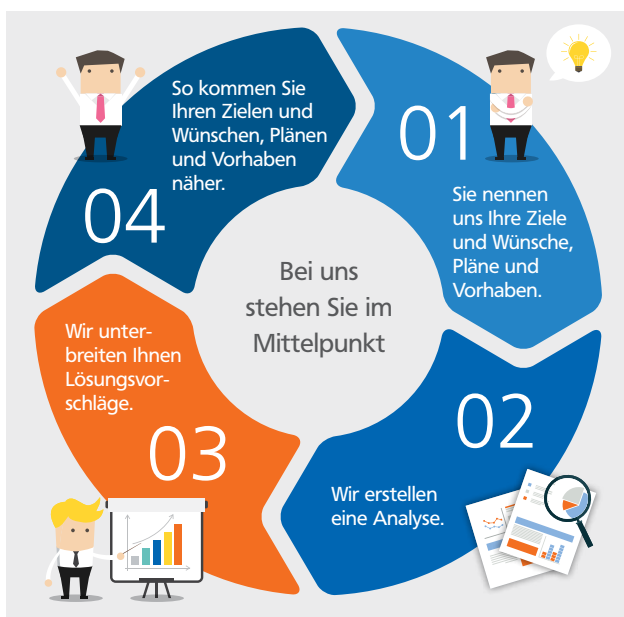 01
Sie nennen
uns Ihre Ziele
und Wünsche,
Pläne und
Vorhaben.
02
Wir erstellen
eine Analyse.
03
Wir unter-
breiten Ihnen
Lösungsvor-
schläge.
04
So kommen Sie
Ihren Zielen und
Wünschen, Plänen
und Vorhaben
näher.
Bei uns
stehen Sie im
Mittelpunkt